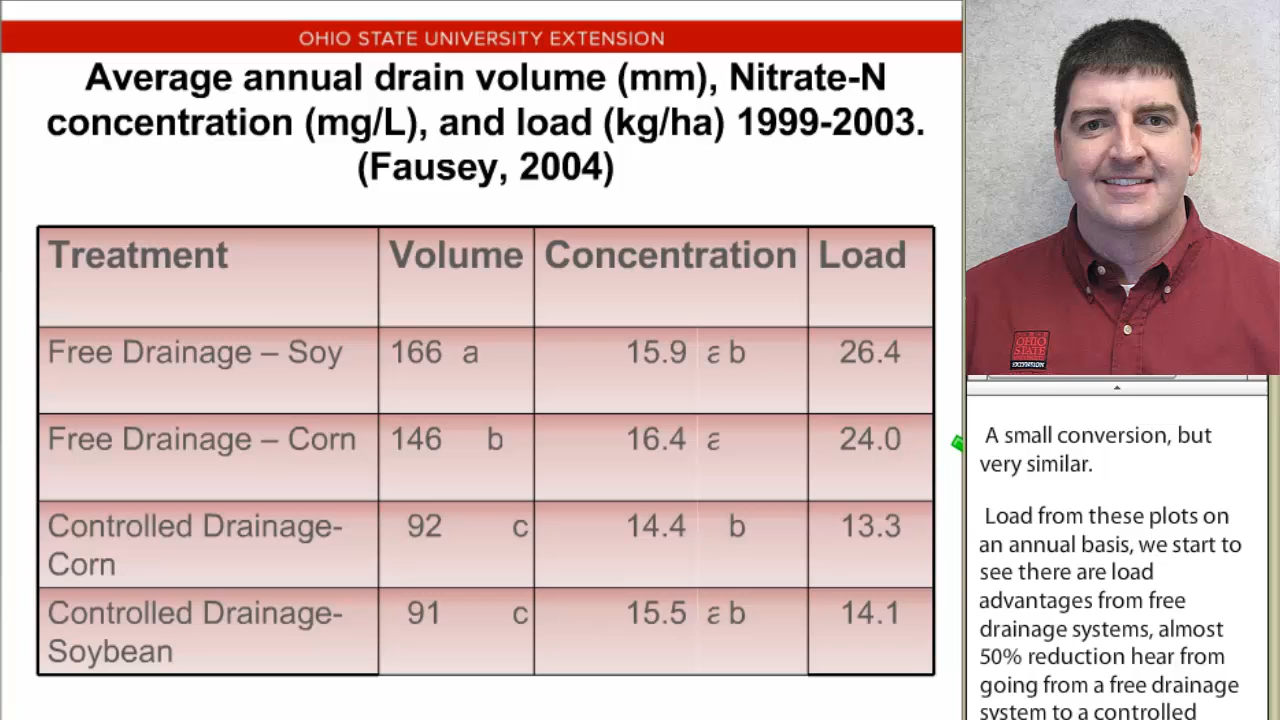 OHIO STATE UNIVERSITY EXTENSION
Average annual drain volume (mm), Nitrate-N
concentration (mg/L), and load (kg/ha) 1999-2003.
(Fausey, 2004)
Treatment Volume Concentration Load
Free Drainage – Soy 166 a 15.9 a b 26.4
Free Drainage – Corn 146 b 16.4 a 24.0
Controlled Drainage-
Corn 92 c 14.4 b 13.3
Controlled Drainage-
Soybean 91 c 15.5 a b 14.1
OHIO
STATE
EXTENSION
A small conversion, but
very similar.
Load from these plots on
an annual basis, we start to
see there are load
advantages from free
drainage systems, almost
50% reduction hear from
going from a free drainage
system to a controlled